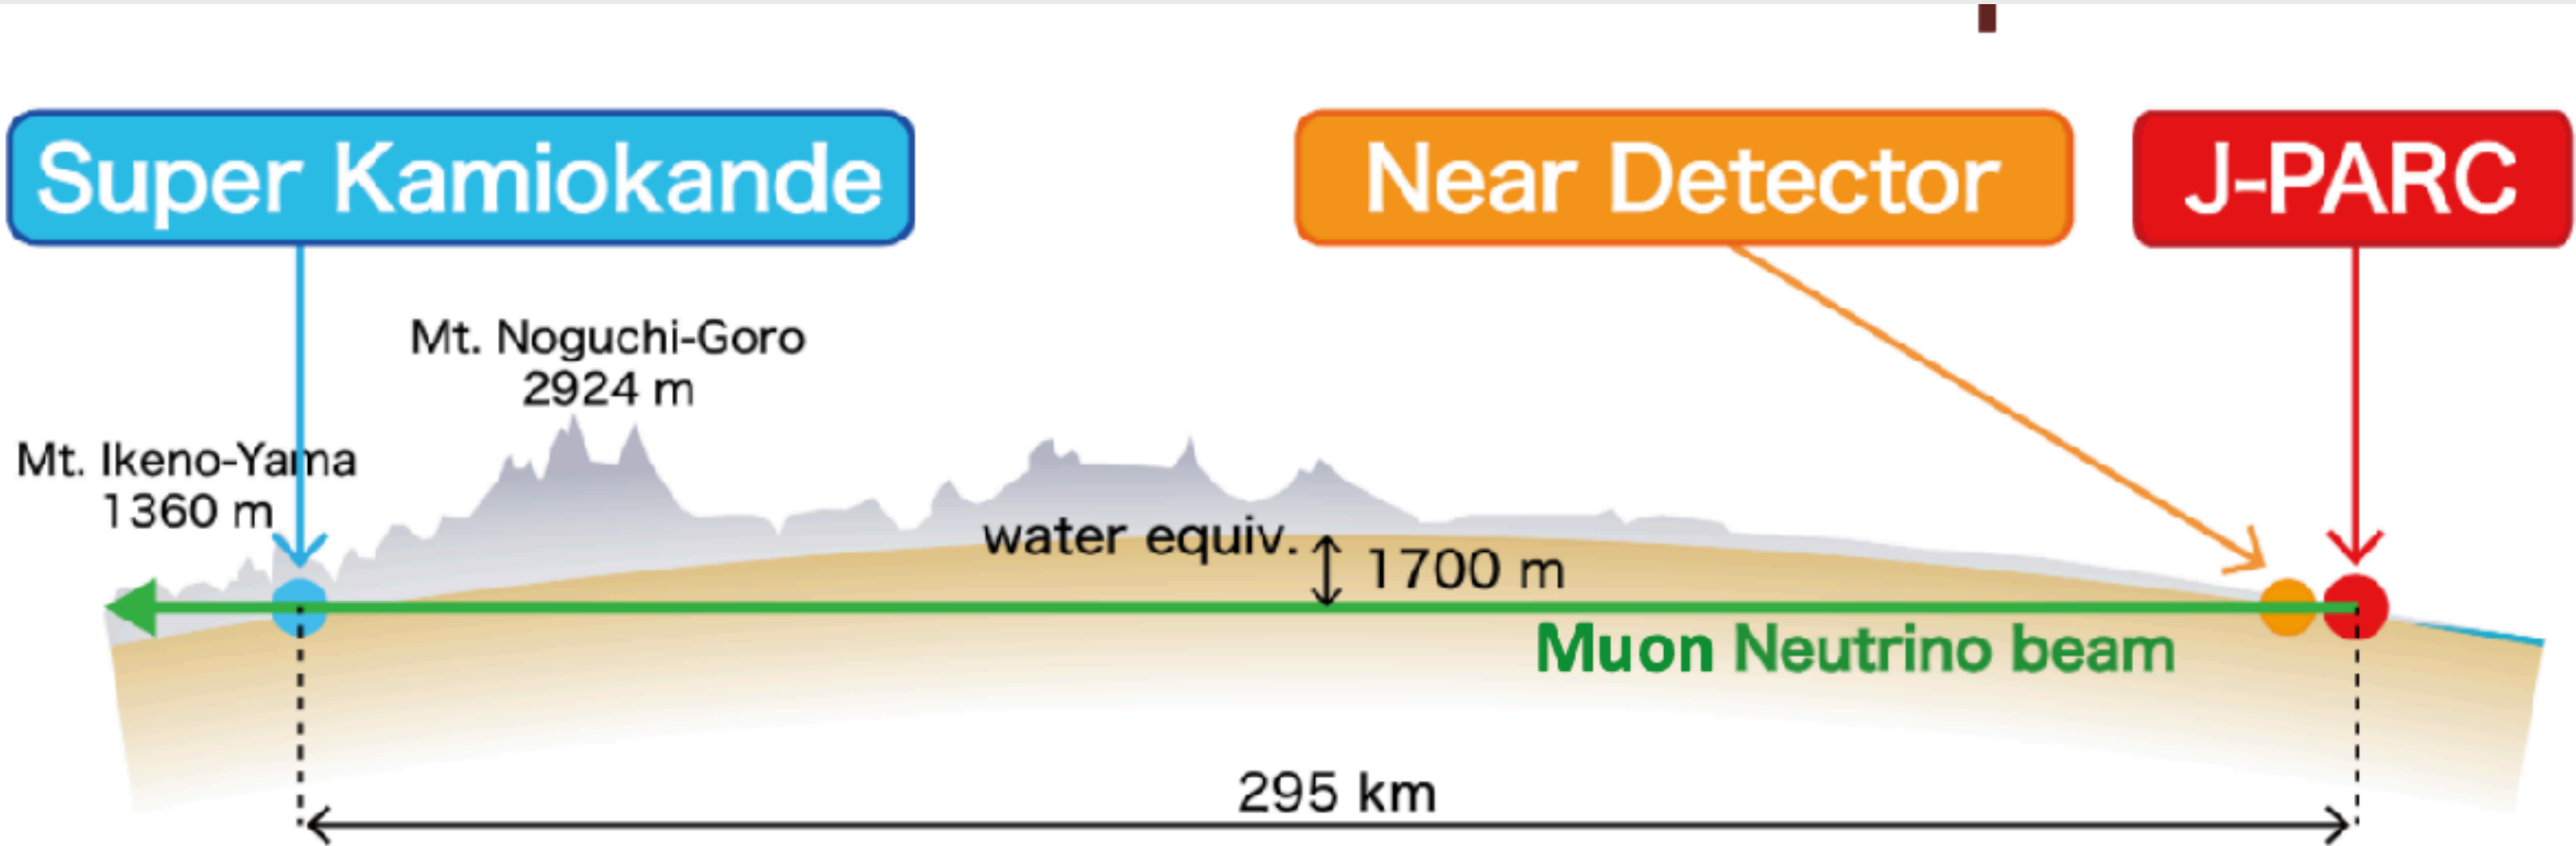 Super Kamiokande
Near Detector
J-PARC
Mt. Noguchi-Goro
2924 m
Mt. Ikeno-Yama
1360 m
water equiv.
1700 m
Muon Neutrino beam
295 km